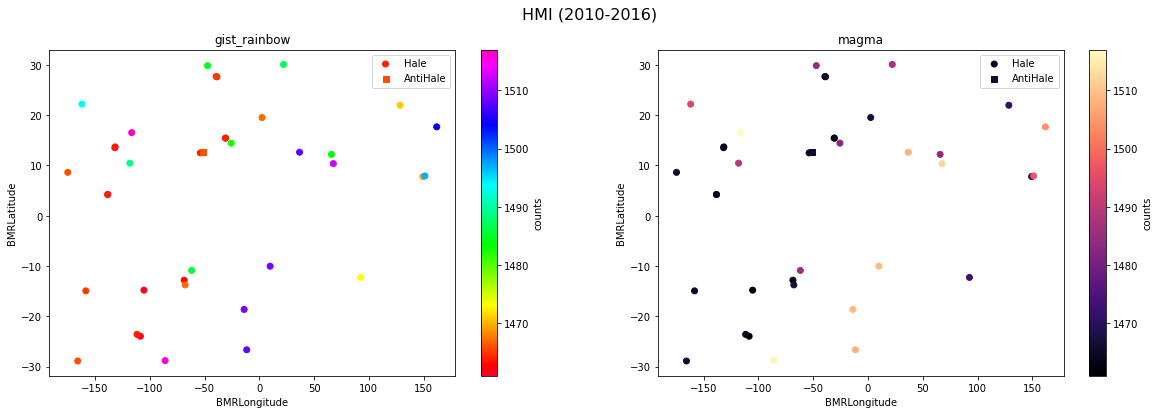 HMI (2010-2016)
gist_rainbow
30
20
10
0
−10
−20
−30
BMRLatitude
−150
−100
−50
0
50
100
150
BMRLongitude
Hale
AntiHale
1510
1500
1490
1480
1470
counts
magma
30
20
10
0
−10
−20
−30
BMRLatitude
−150
−100
−50
0
50
100
150
BMRLongitude
Hale
AntiHale
1510
1500
1490
1480
1470
counts